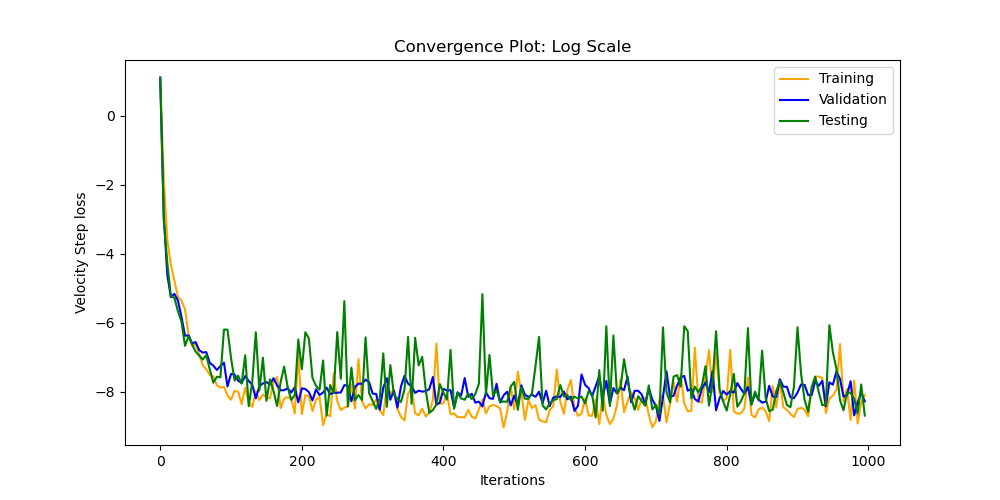 Convergence Plot: Log Scale
Training
Validation
Testing
0
−2
−4
−6
−8
Velocity Step loss
0 200 400 600 800 1000
Iterations